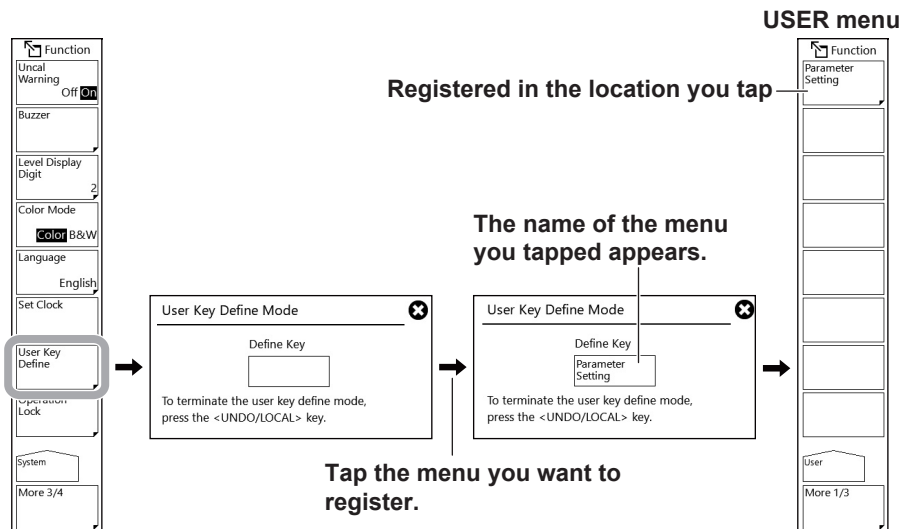 USER menu
Function
Uncal
Warning
Off On
Buzzer
Level Display
Digit
2
Color Mode
Color B&W
Language
English
Set Clock
User Key
Define
Operation
Lock
System
More 3/4
User Key Define Mode
Define Key
To terminate the user key define mode,
press the <UNDO/LOCAL> key.
Tap the menu you want to
register.
The name of the menu
you tapped appears.
User Key Define Mode
Define Key
Parameter
Setting
To terminate the user key define mode,
press the <UNDO/LOCAL> key.
Registered in the location you tap
Function
Parameter
Setting
User
More 1/3